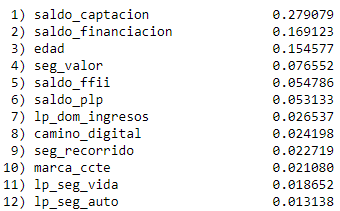 1) saldo_captacion 0.279079
2) saldo_financiacion 0.169123
3) edad 0.154577
4) seg_valor 0.076552
5) saldo_ffii 0.054786
6) saldo_plp 0.053133
7) lp_dom_ingresos 0.026537
8) camino_digital 0.024198
9) seg_recorrido 0.022719
10) marca_ccte 0.021080
11) lp_seg_vida 0.018652
12) lp_seg_auto 0.013138